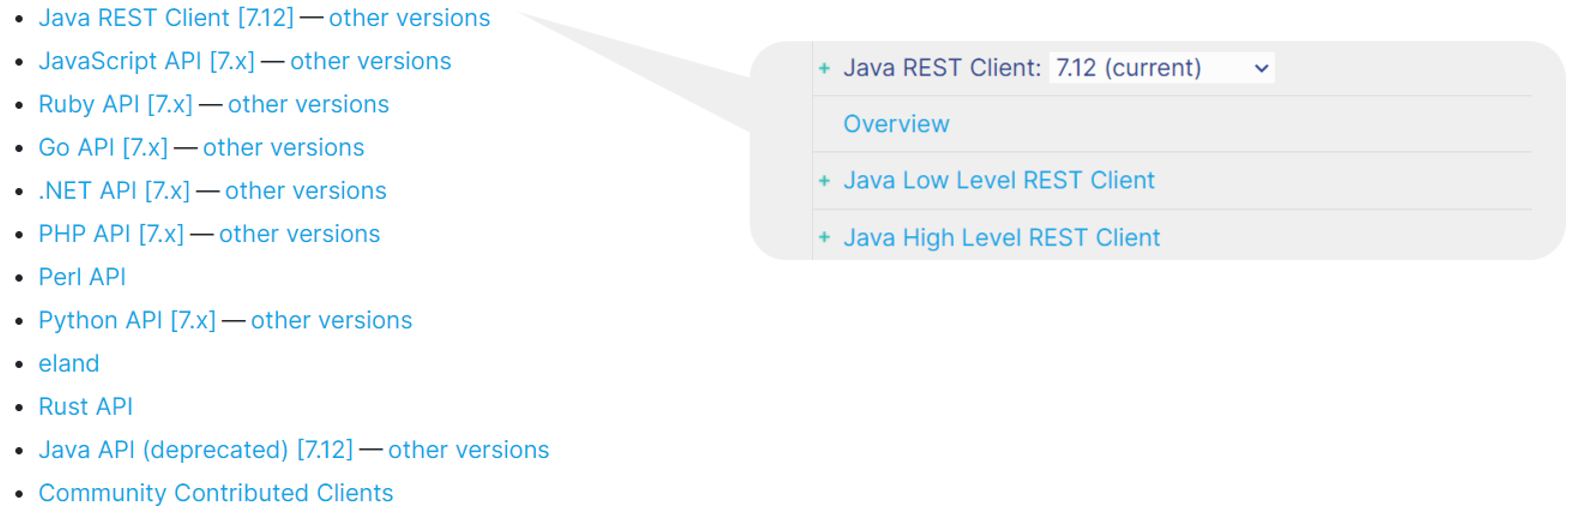 Java REST Client [7.12] — other versions
JavaScript API [7.x] — other versions
Ruby API [7.x] — other versions
Go API [7.x] — other versions
.NET API [7.x] — other versions
PHP API [7.x] — other versions
Perl API
Python API [7.x] — other versions
eland
Rust API
Java API (deprecated) [7.12] — other versions
Community Contributed Clients
+ Java REST Client: 7.12 (current)
Overview
+ Java Low Level REST Client
+ Java High Level REST Client